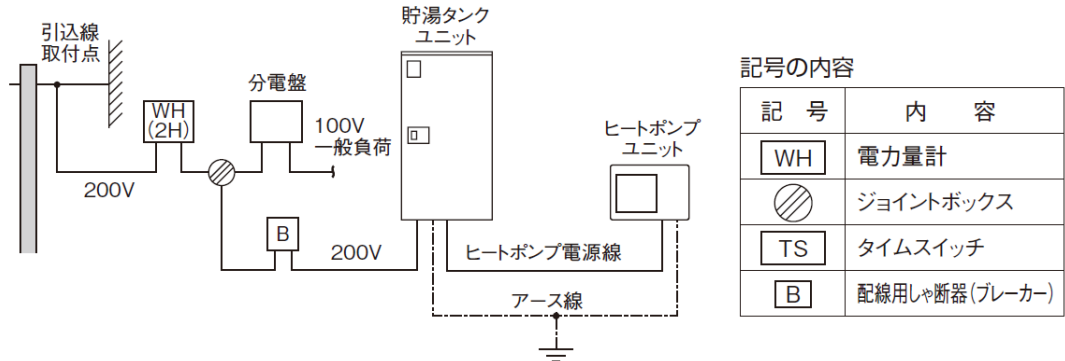 引込線
取付点
WH
(2H)
200V
分電盤
100V
一般負荷
B
200V
貯湯タンク
ユニット
ヒートポンプ
ユニット
ヒートポンプ電源線
アース線
記号の内容
記　号　内　容
WH　電力量計
ジョイントボックス
TS　タイムスイッチ
B　配線用しゃ断器(ブレーカー)